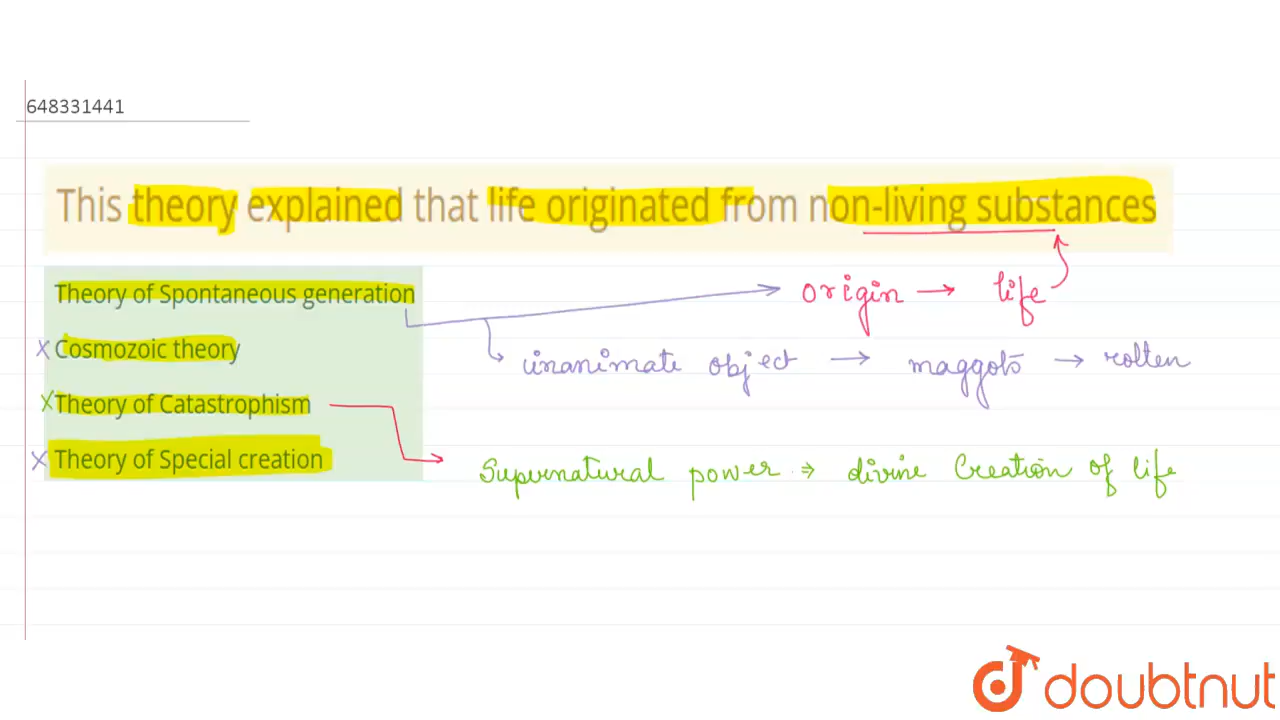 648331441
This theory explained that life originated from non-living substances
Theory of Spontaneous generation
origin → life
X Cosmozoic theory
inanimate object → maggots → rotten
X Theory of Catastrophism
X Theory of Special creation
Supernatural power ⇒ divine Creation of life
doubtnut